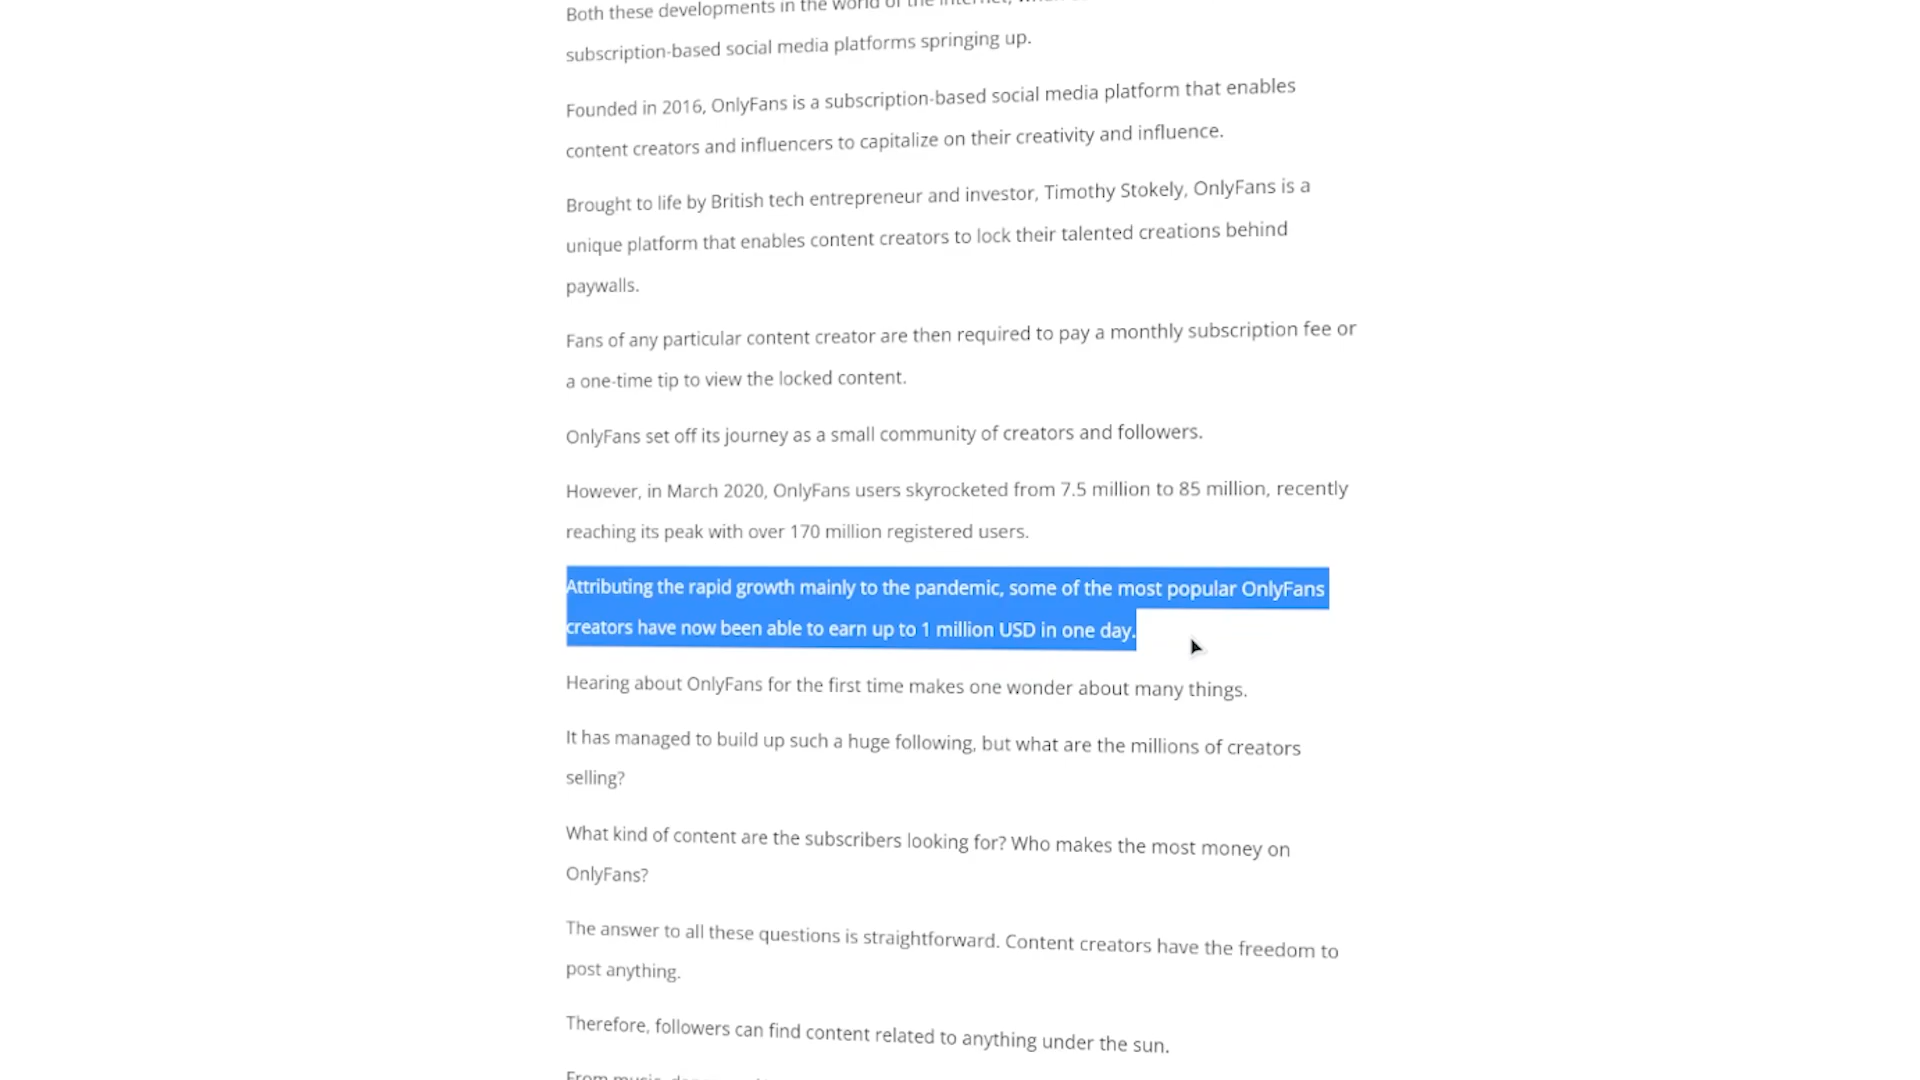 Both these developments in the world of the internet,
subscription-based social media platforms springing up.
Founded in 2016, OnlyFans is a subscription-based social media platform that enables
content creators and influencers to capitalize on their creativity and influence.
Brought to life by British tech entrepreneur and investor, Timothy Stokely, OnlyFans is a
unique platform that enables content creators to lock their talented creations behind
paywalls.
Fans of any particular content creator are then required to pay a monthly subscription fee or
a one-time tip to view the locked content.
OnlyFans set off its journey as a small community of creators and followers.
However, in March 2020, OnlyFans users skyrocketed from 7.5 million to 85 million, recently
reaching its peak with over 170 million registered users.
Attributing the rapid growth mainly to the pandemic, some of the most popular OnlyFans
creators have now been able to earn up to 1 million USD in one day.
Hearing about OnlyFans for the first time makes one wonder about many things.
It has managed to build up such a huge following, but what are the millions of creators
selling?
What kind of content are the subscribers looking for? Who makes the most money on
OnlyFans?
The answer to all these questions is straightforward. Content creators have the freedom to
post anything.
Therefore, followers can find content related to anything under the sun.
From music,